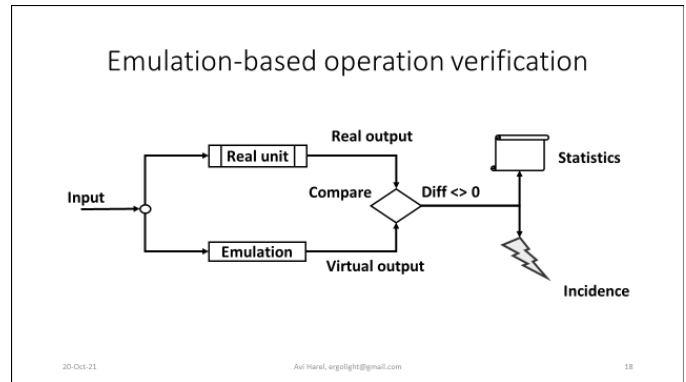 Emulation-based operation verification
Real output
Real unit
Statistics
Input
Compare
Diff <> 0
Emulation
Virtual output
Incidence
20-Oct-21
Avi Harel, ergolight@gmail.com
18